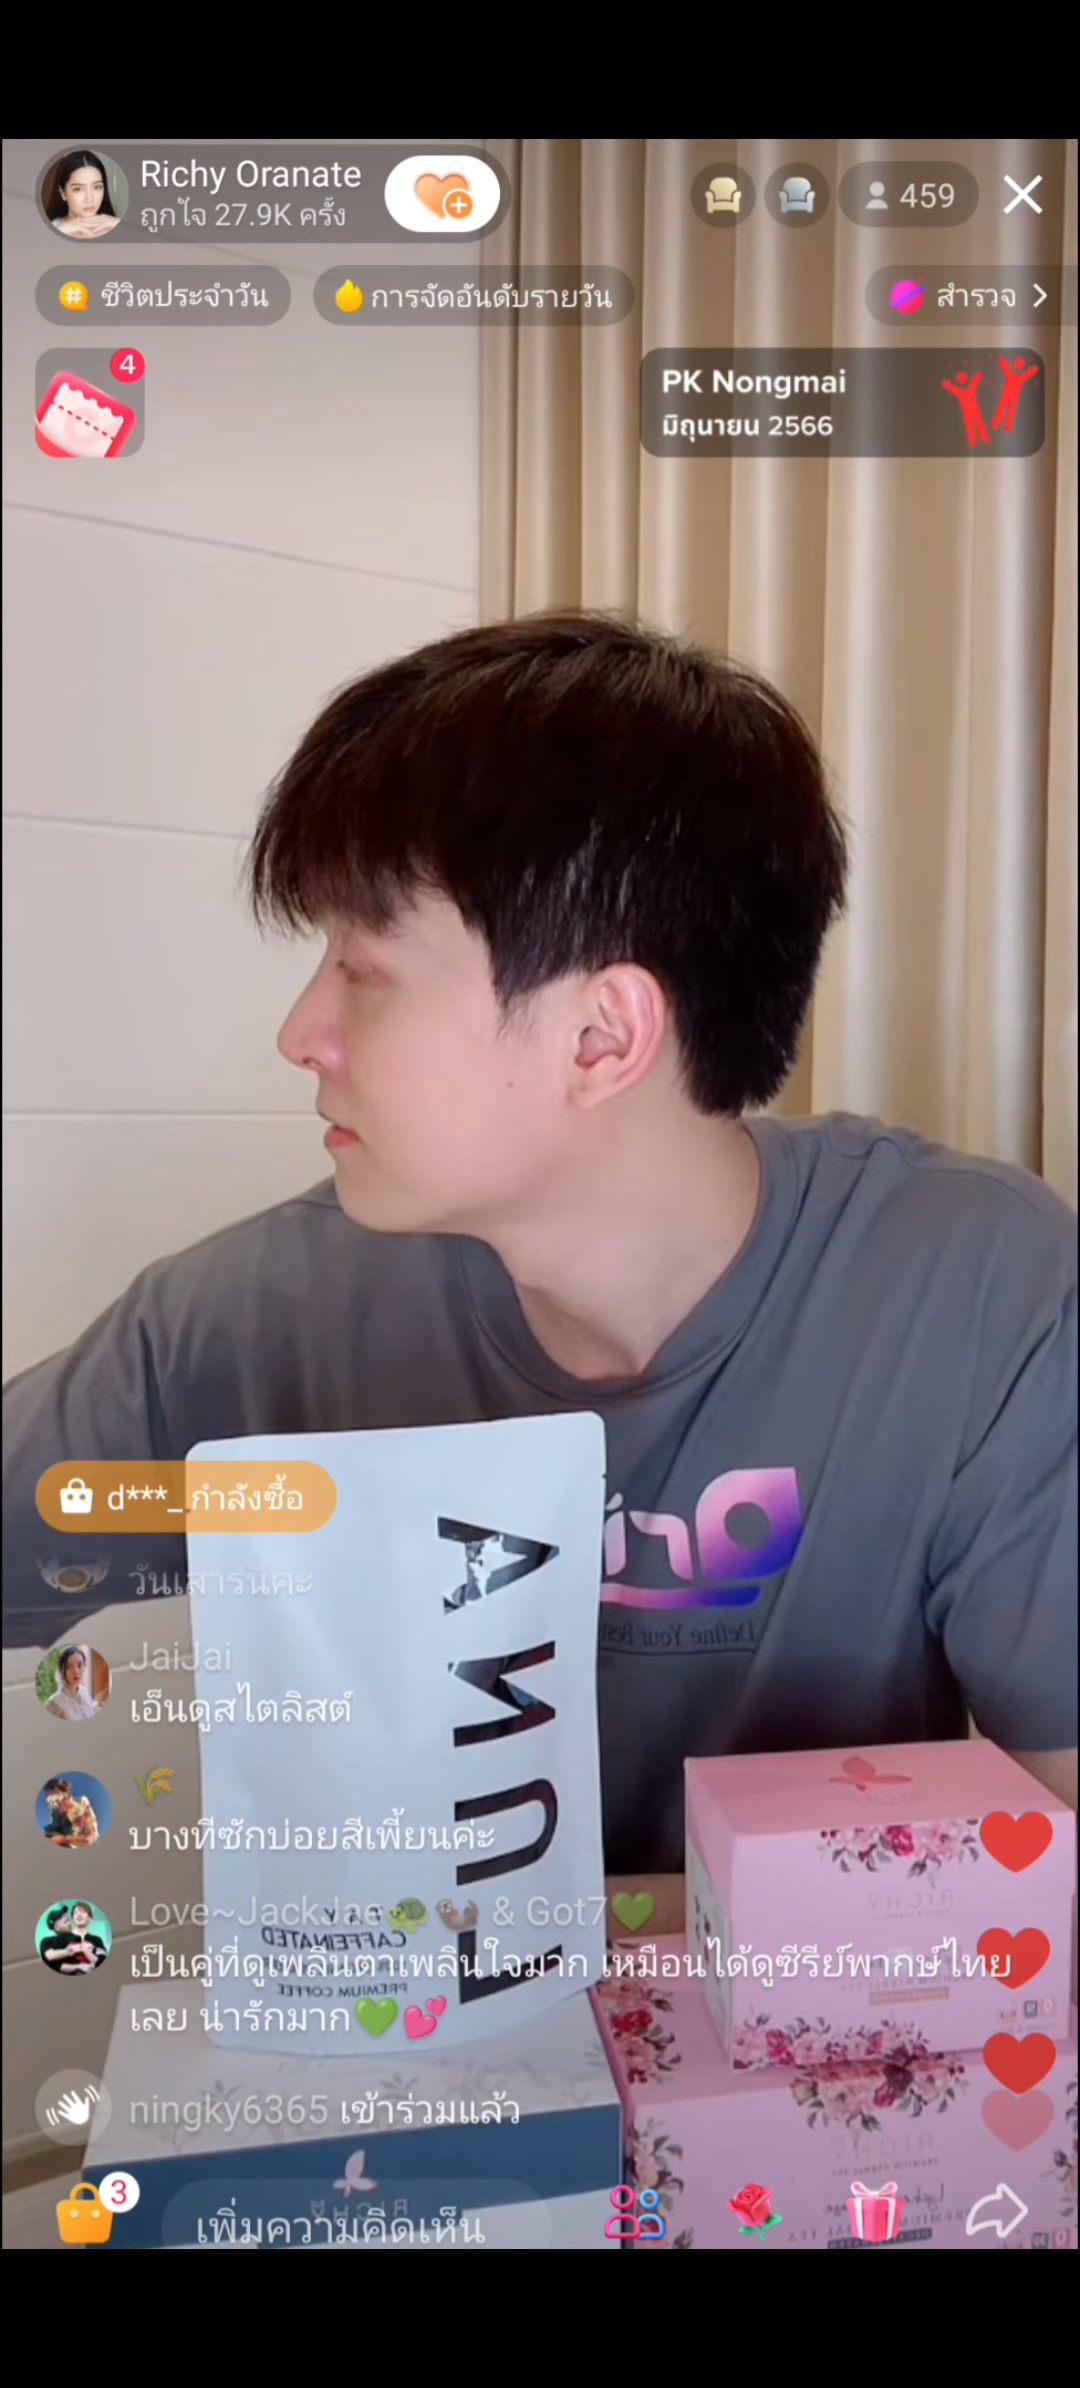 Richy Oranate
ถูกใจ 27.9K ครั้ง
459
ชีวิตประจำวัน
การจัดอันดับรายวัน
สำรวจ
4
PK Nongmai
มิถุนายน 2566
d***_ กำลังซื้อ
วันเสาร์นี้คะ
JaiJai
เอ็นดูสไตลิสต์
🌾
บางทีซักบ่อยสีเพี้ยนค่ะ
Love~JackJae🐢🦦 & Got7💚
เป็นคู่ที่ดูเพลินตาเพลินใจมาก เหมือนได้ดูซีรีย์พากษ์ไทย
เลย น่ารักมาก💚💕
ningky6365 เข้าร่วมแล้ว
3
เพิ่มความคิดเห็น
Define Your Best
CAFFEINATED
PREMIUM COFFEE
RICHY